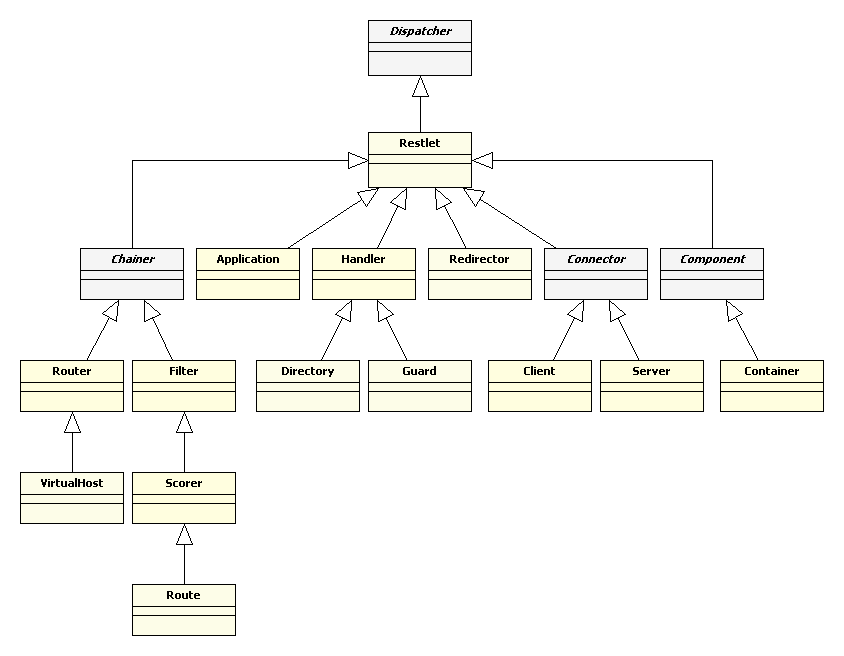 Dispatcher
Restlet
Chainer
Application
Handler
Redirector
Connector
Component
Router
Filter
Directory
Guard
Client
Server
Container
VirtualHost
Scorer
Route